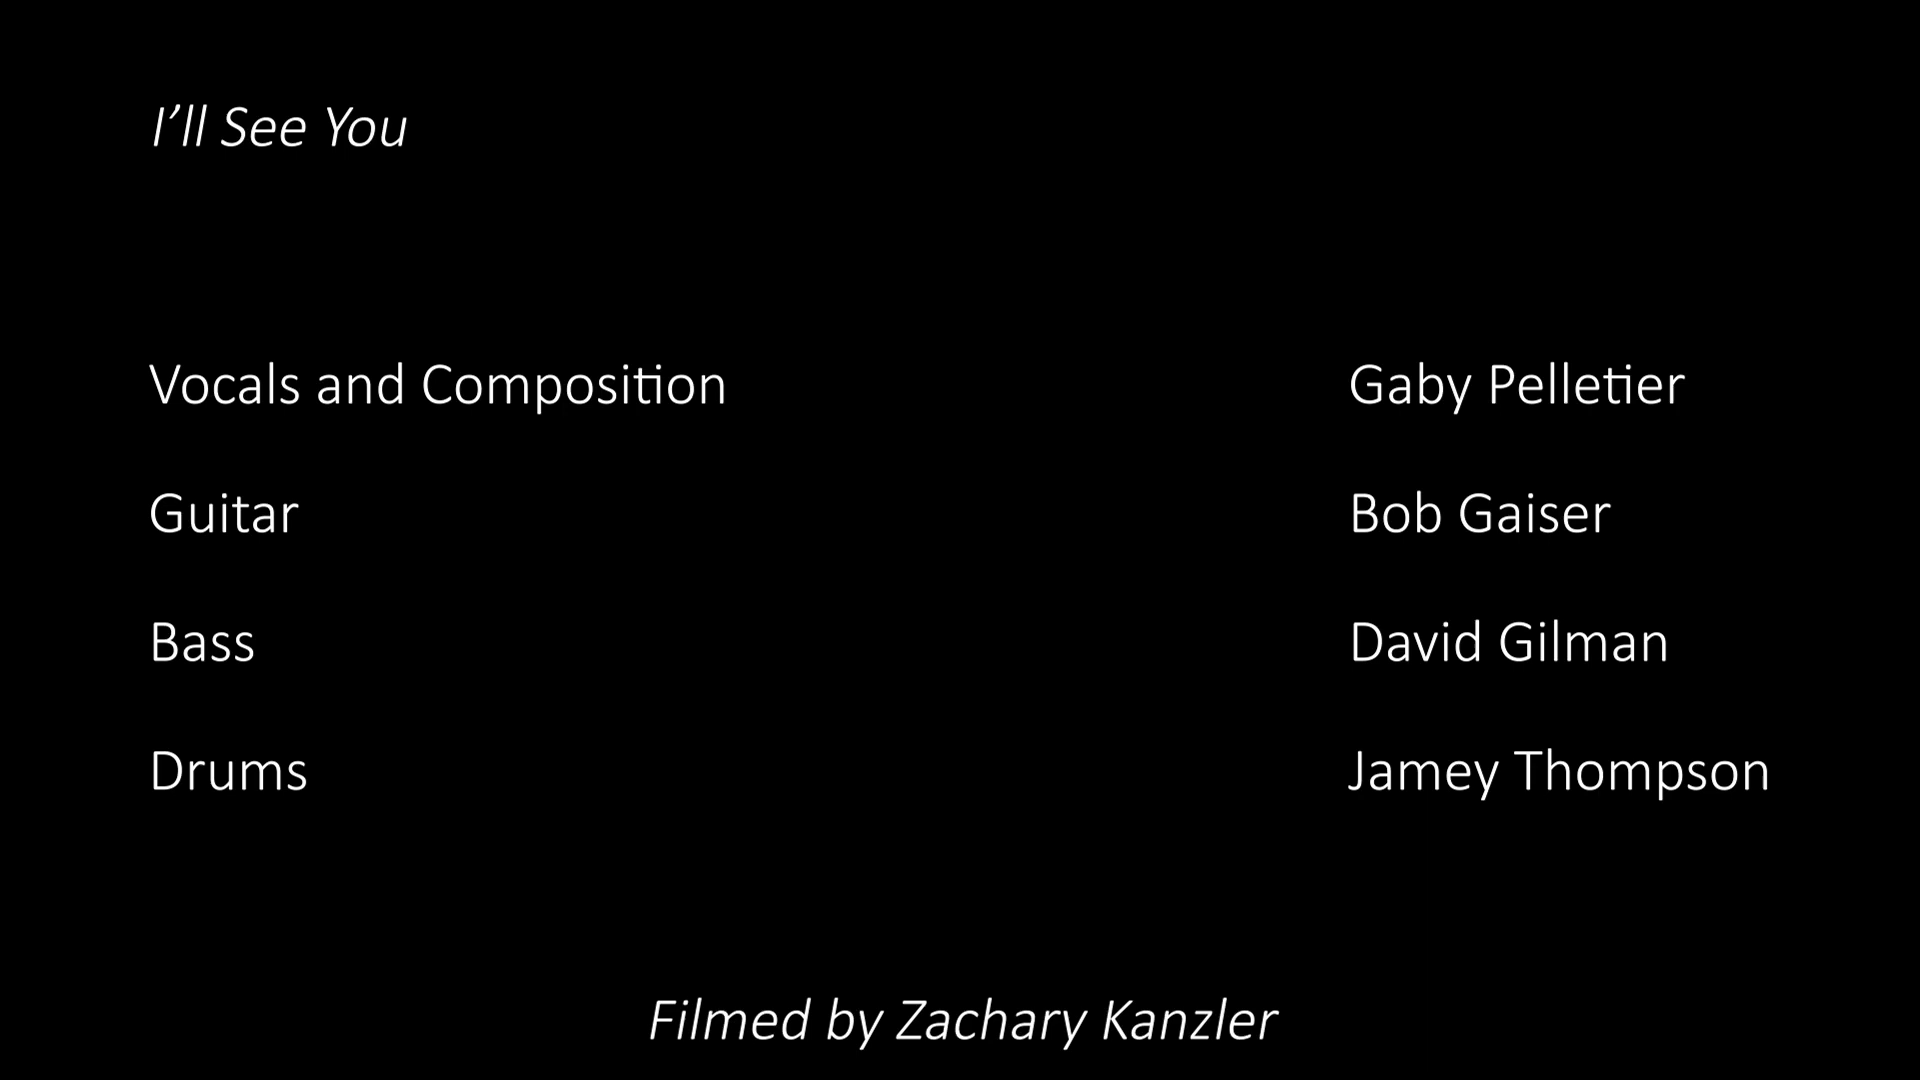 I’ll See You
Vocals and Composition Gaby Pelletier
Guitar Bob Gaiser
Bass David Gilman
Drums Jamey Thompson
Filmed by Zachary Kanzler